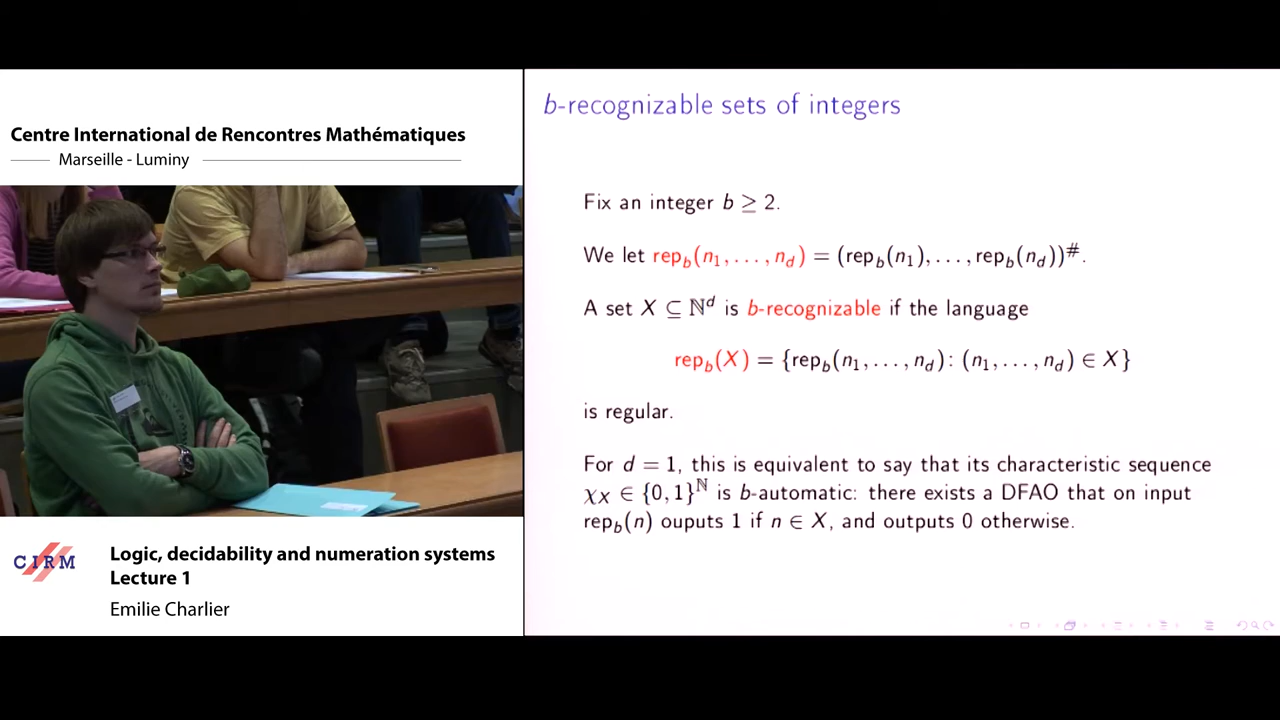 Centre International de Rencontres Mathématiques
Marseille - Luminy
CIRM
Logic, decidability and numeration systems
Lecture 1
Emilie Charlier
b-recognizable sets of integers
Fix an integer b ≥ 2.
We let rep_b(n_1, . . . , n_d) = (rep_b(n_1), . . . , rep_b(n_d))^#.
A set X ⊆ ℕ^d is b-recognizable if the language
rep_b(X) = {rep_b(n_1, . . . , n_d) : (n_1, . . . , n_d) ∈ X}
is regular.
For d = 1, this is equivalent to say that its characteristic sequence
χ_X ∈ {0, 1}^ℕ is b-automatic: there exists a DFAO that on input
rep_b(n) ouputs 1 if n ∈ X, and outputs 0 otherwise.